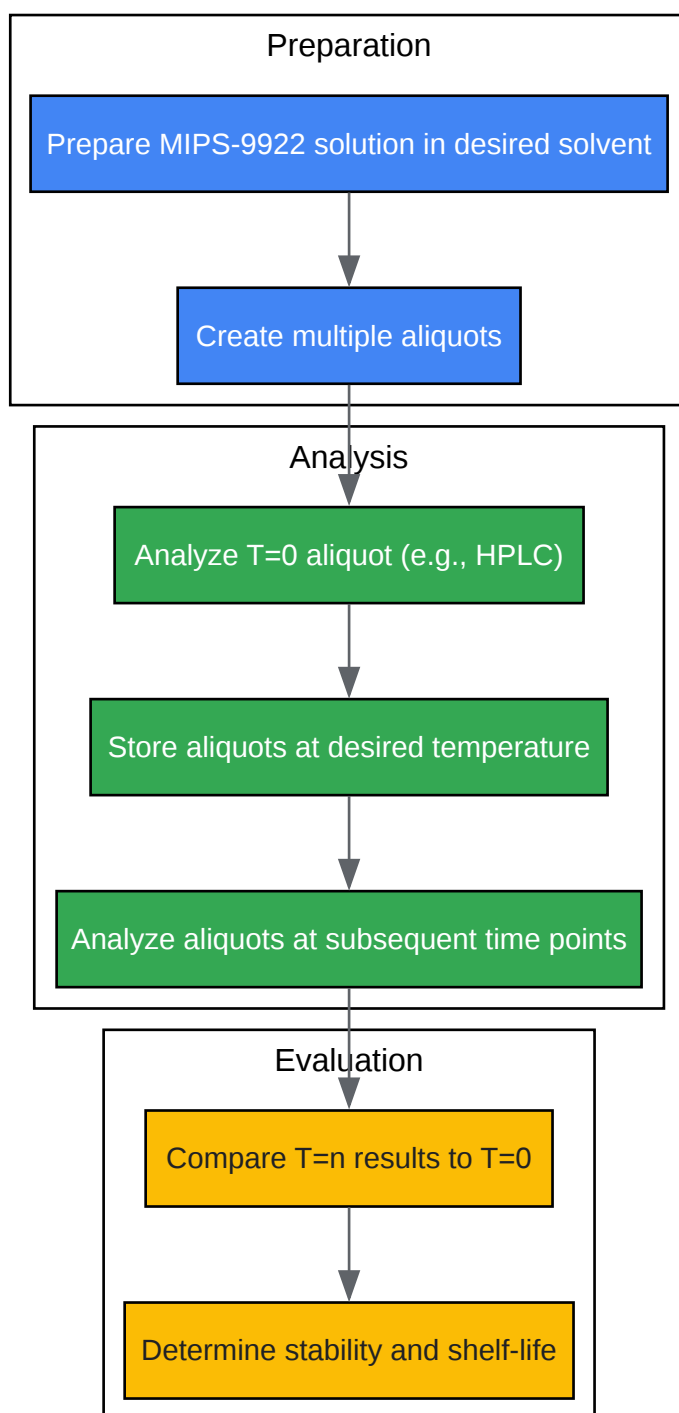 Preparation
Prepare MIPS-9922 solution in desired solvent
Create multiple aliquots
Analysis
Analyze T=0 aliquot (e.g., HPLC)
Store aliquots at desired temperature
Analyze aliquots at subsequent time points
Evaluation
Compare T=n results to T=0
Determine stability and shelf-life